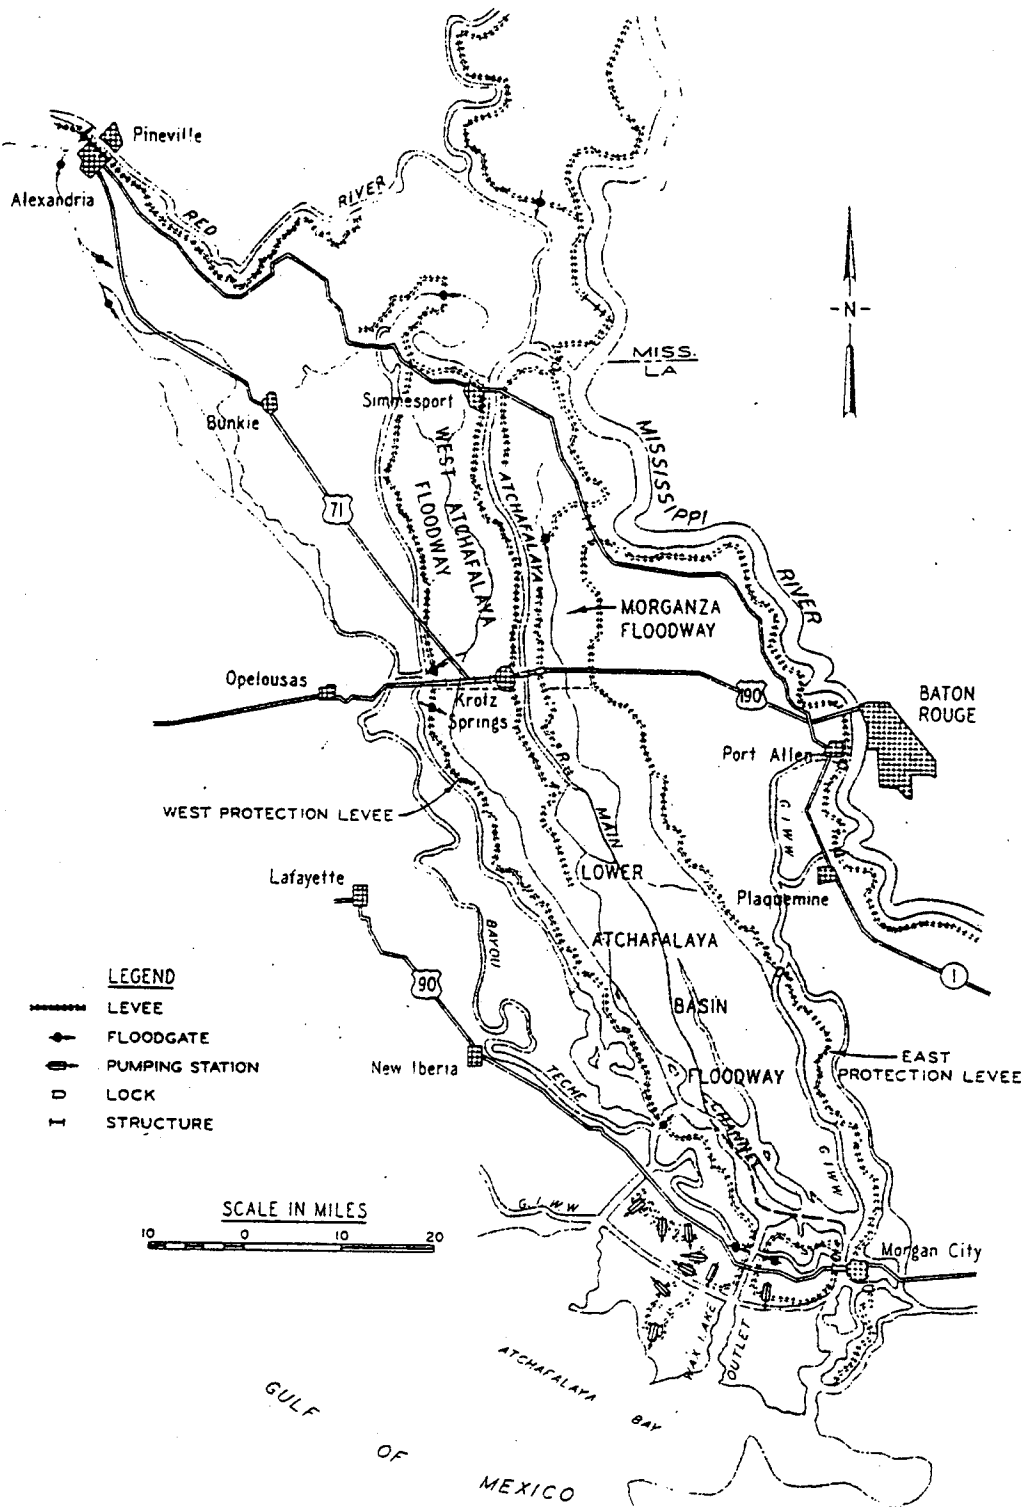 Pineville
Alexandria
RED
RIVER
-N-
MISS.
LA
Simmesport
Bunkie
MISSISSIPPI
RIVER
71
WEST ATCHAFALAYA
FLOODWAY
ATCHAFALAYA
MORGANZA
FLOODWAY
Opelousas
Krotz
Springs
190
BATON
ROUGE
Port Allen
WEST PROTECTION LEVEE
MAIN
GIWW
LOWER
Lafayette
Plaquemine
BAYOU
ATCHAFALAYA
90
1
LEGEND
LEVEE
FLOODGATE
PUMPING STATION
LOCK
STRUCTURE
BASIN
New Iberia
TECHE
FLOODWAY
EAST
PROTECTION LEVEE
CHANNEL
GIWW
SCALE IN MILES
10 0 10 20
G.I.W.W
Morgan City
WAX LAKE
OUTLET
ATCHAFALAYA
BAY
GULF
OF
MEXICO